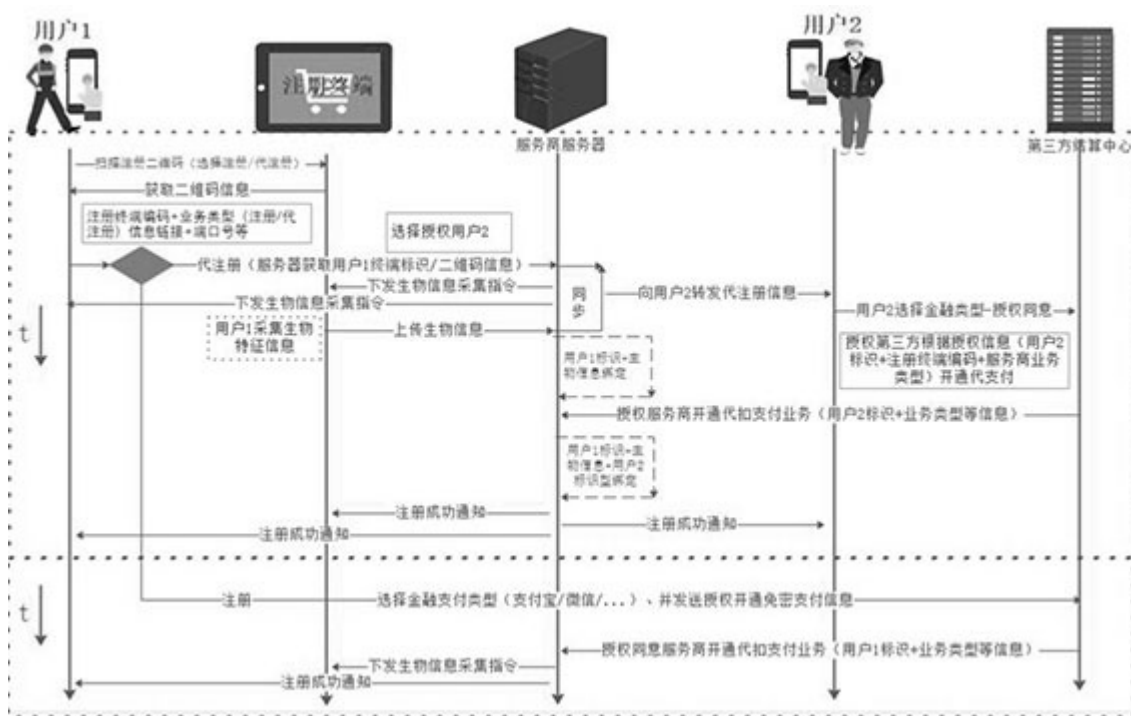 用户1
注册终端
用户2
服务商服务器
第三方结算中心
扫描注册二维码（选择注册/代注册）
获取二维码信息
注册终端编码+业务类型（注册/代
注册）信息链接+端口号等
选择授权用户2
代注册（服务器获取用户1终端标识/二维码信息）
下发生物信息采集指令
同
步
向用户2转发代注册信息
下发生物信息采集指令
用户2选择金融类型-授权同意
t
用户1采集生物
特征信息
上传生物信息
授权第三方根据授权信息（用户2
标识+注册终端编码+服务商业务
类型）开通代支付
用户1标识+生
物信息绑定
授权服务商开通代扣支付业务（用户2标识+业务类型等信息）
用户1标识+生
物信息+用户2
标识型绑定
注册成功通知
注册成功通知
注册成功通知
t
注册
选择金融支付类型（支付宝/微信/...）、并发送授权开通免密支付信息
授权同意服务商开通代扣支付业务（用户1标识+业务类型等信息）
下发生物信息采集指令
注册成功通知